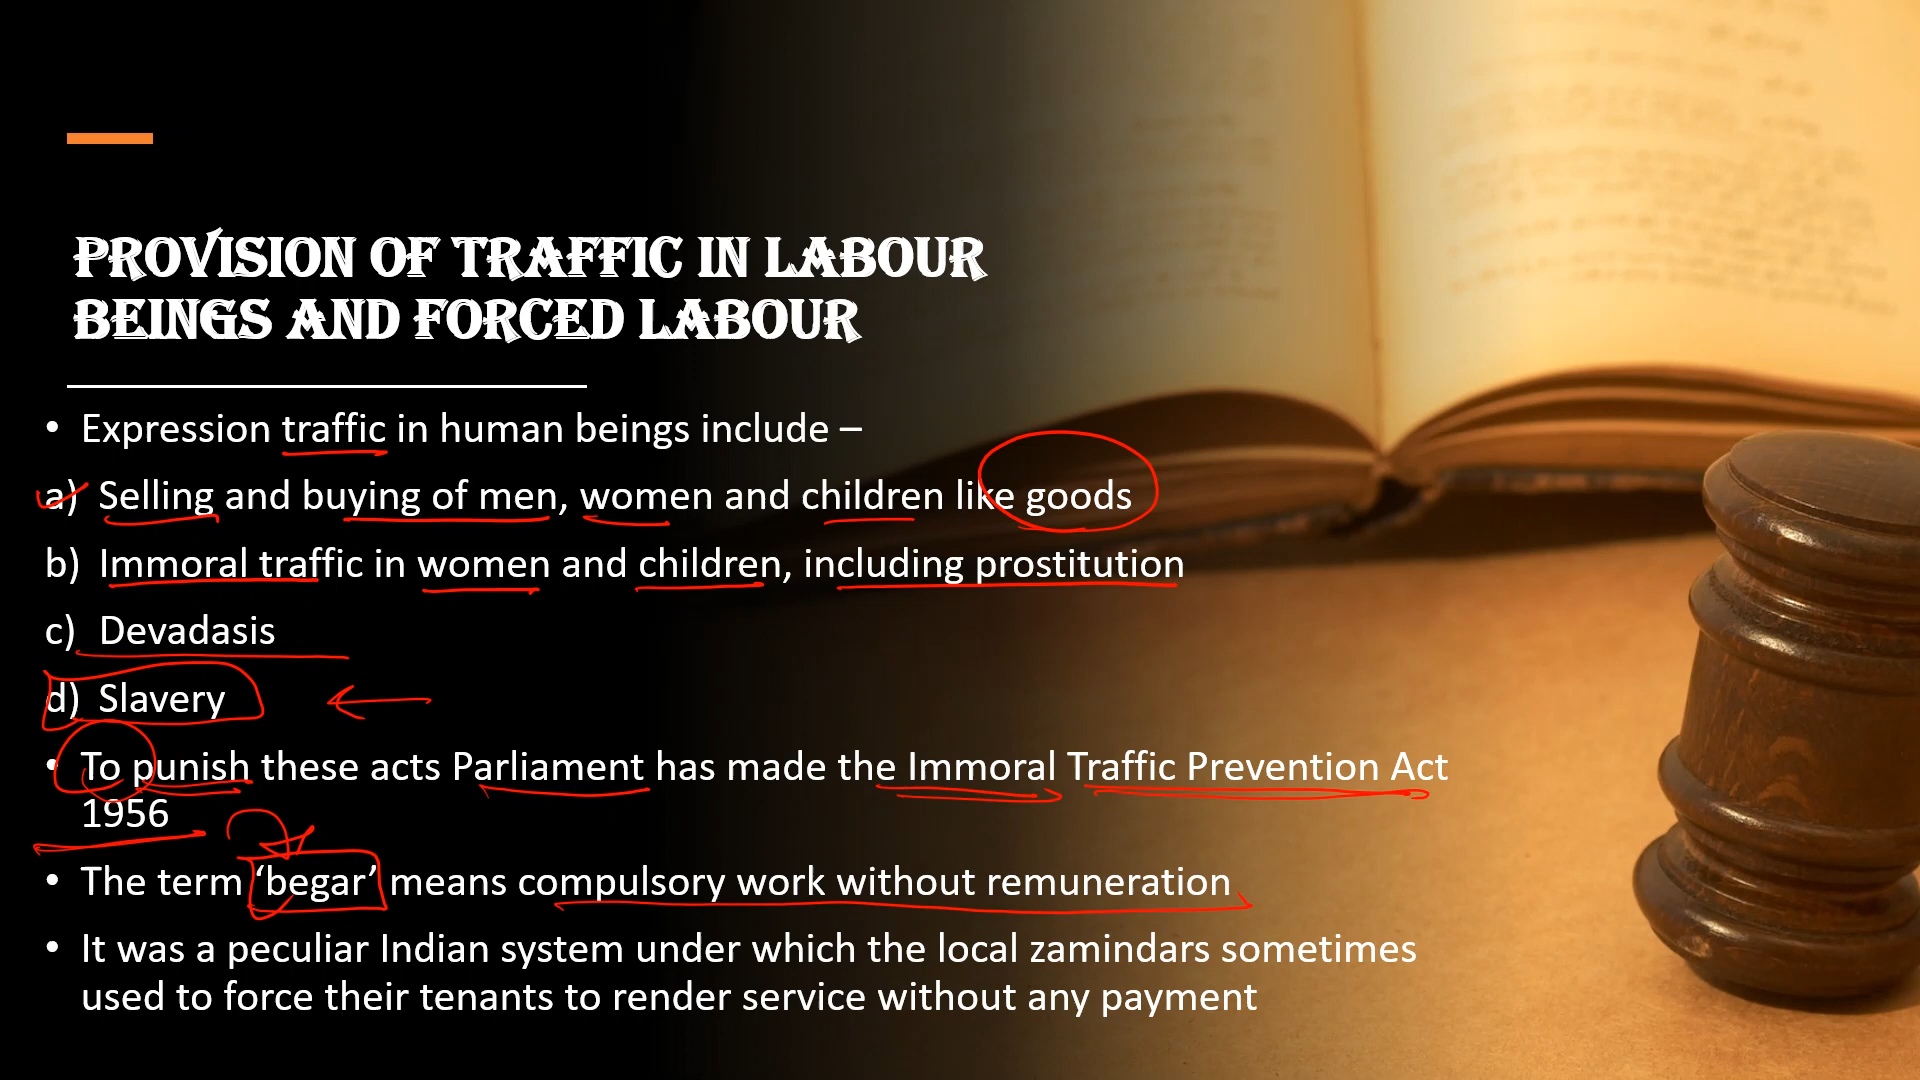 PROVISION OF TRAFFIC IN LABOUR
BEINGS AND FORCED LABOUR
• Expression traffic in human beings include –
a) Selling and buying of men, women and children like goods
b) Immoral traffic in women and children, including prostitution
c) Devadasis
d) Slavery
• To punish these acts Parliament has made the Immoral Traffic Prevention Act
1956
• The term ‘begar’ means compulsory work without remuneration
• It was a peculiar Indian system under which the local zamindars sometimes
used to force their tenants to render service without any payment